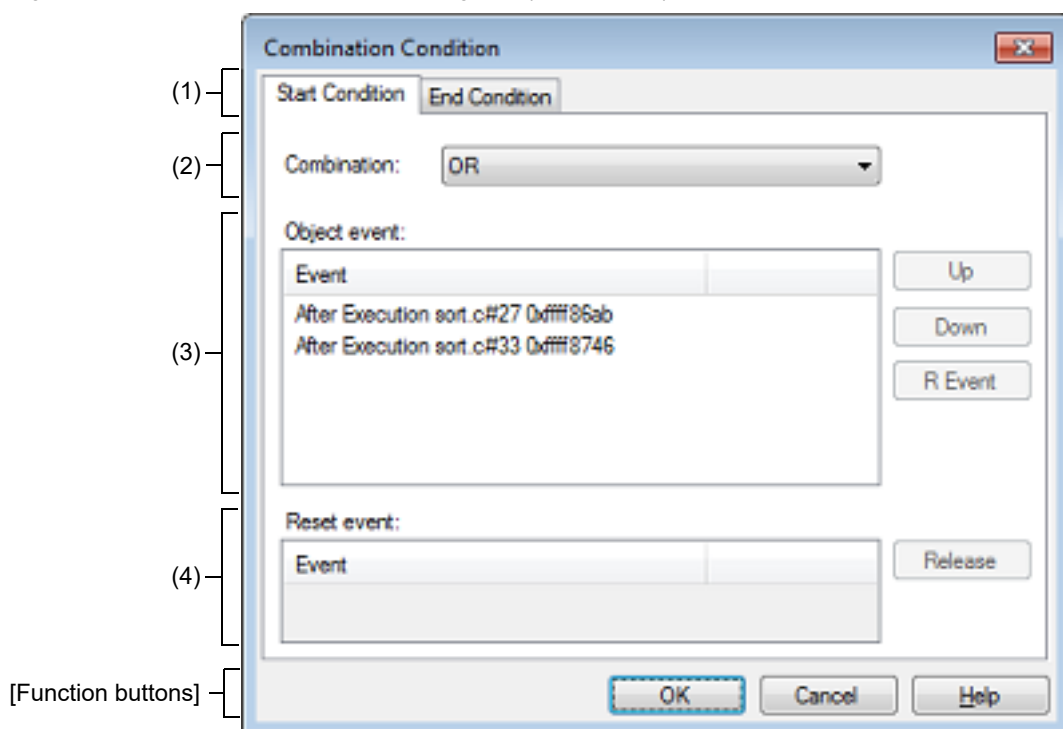 Combination Condition
(1)
Start Condition End Condition
(2)
Combination: OR
Object event:
Event
Up
After Execution sort.c#27 0xffff86ab
Down
(3)
After Execution sort.c#33 0xffff8746
R Event
Reset event:
(4)
Event
Release
[Function buttons]
OK Cancel Help